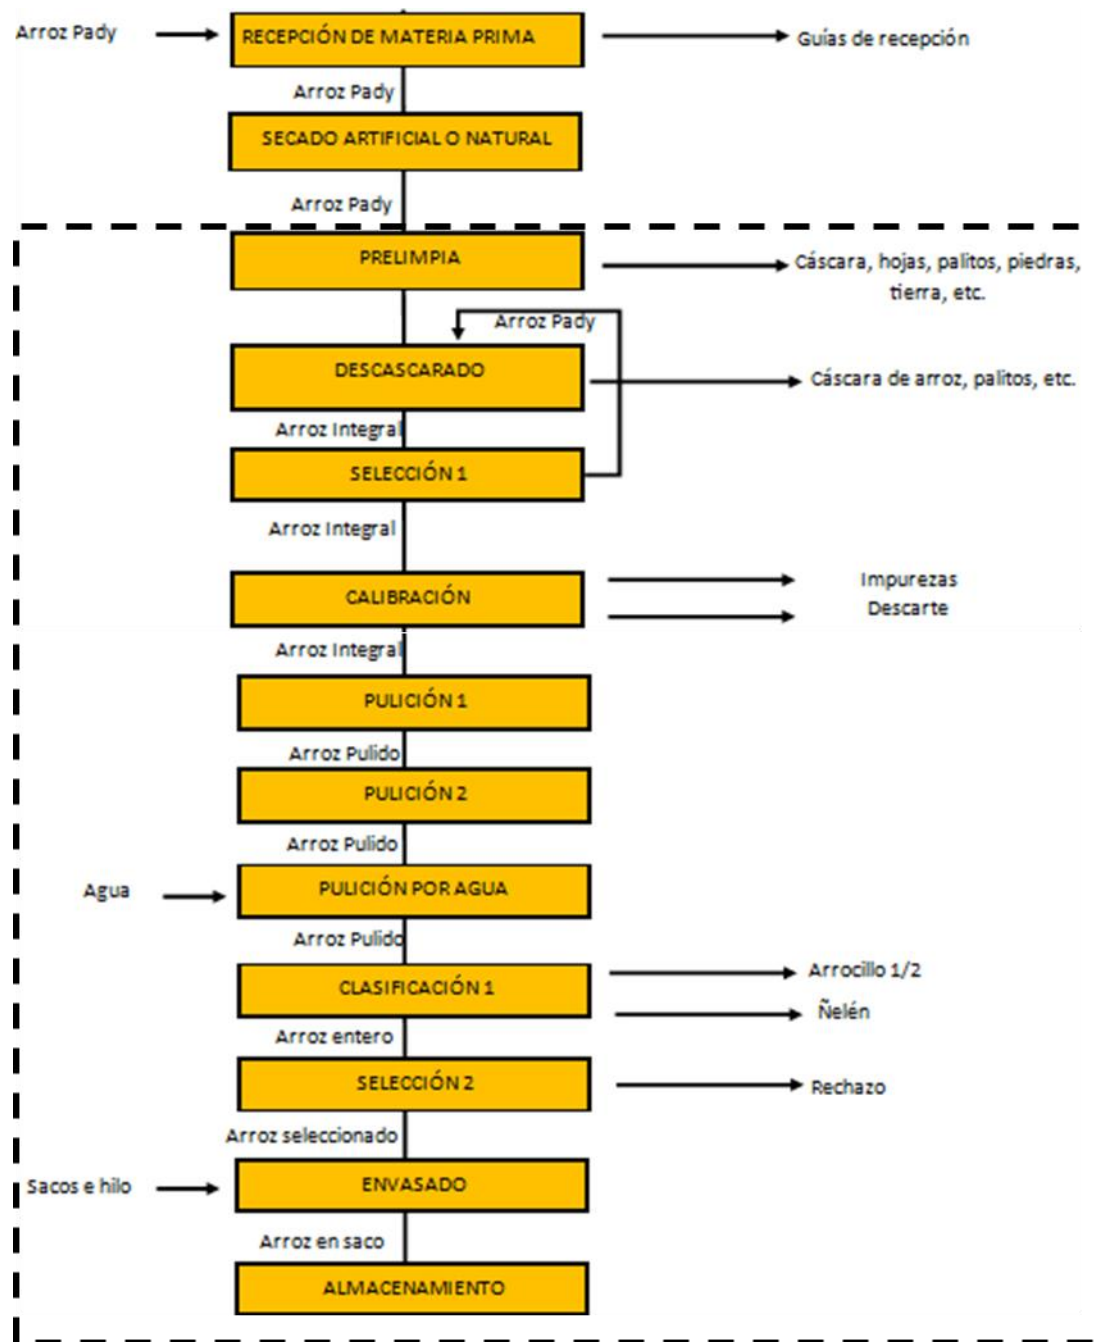 Arroz Pady
RECEPCIÓN DE MATERIA PRIMA
Guías de recepción
Arroz Pady
SECADO ARTIFICIAL O NATURAL
Arroz Pady
PRELIMPIA
Cáscara, hojas, palitos, piedras,
tierra, etc.
Arroz Pady
DESCASCARADO
Cáscara de arroz, palitos, etc.
Arroz Integral
SELECCIÓN 1
Arroz Integral
CALIBRACIÓN
Impurezas
Descarte
Arroz Integral
PULICIÓN 1
Arroz Pulido
PULICIÓN 2
Arroz Pulido
Agua
PULICIÓN POR AGUA
Arroz Pulido
CLASIFICACIÓN 1
Arrocillo 1/2
Ñelén
Arroz entero
SELECCIÓN 2
Rechazo
Arroz seleccionado
Sacos e hilo
ENVASADO
Arroz en saco
ALMACENAMIENTO